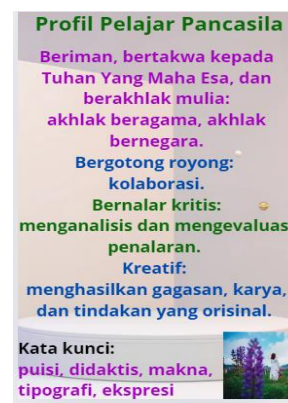 Profil Pelajar Pancasila
Beriman, bertakwa kepada
Tuhan Yang Maha Esa, dan
berakhlak mulia:
akhlak beragama, akhlak
bernegara.
Bergotong royong:
kolaborasi.
Bernalar kritis:
menganalisis dan mengevaluas
penalaran.
Kreatif:
menghasilkan gagasan, karya,
dan tindakan yang orisinal.
Kata kunci:
puisi, didaktis, makna,
tipografi, ekspresi